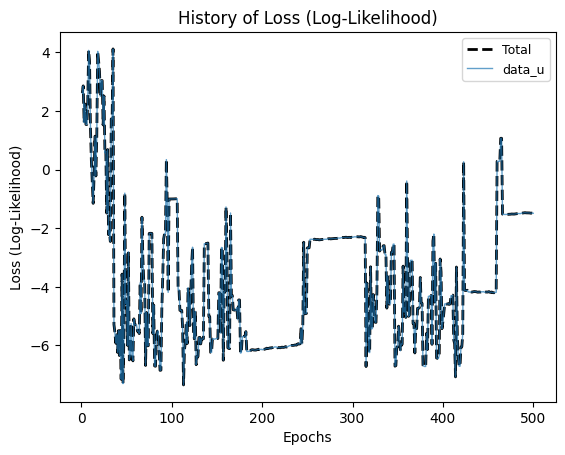 History of Loss (Log-Likelihood)
Total
data_u
Loss (Log-Likelihood)
4
2
0
−2
−4
−6
0 100 200 300 400 500
Epochs